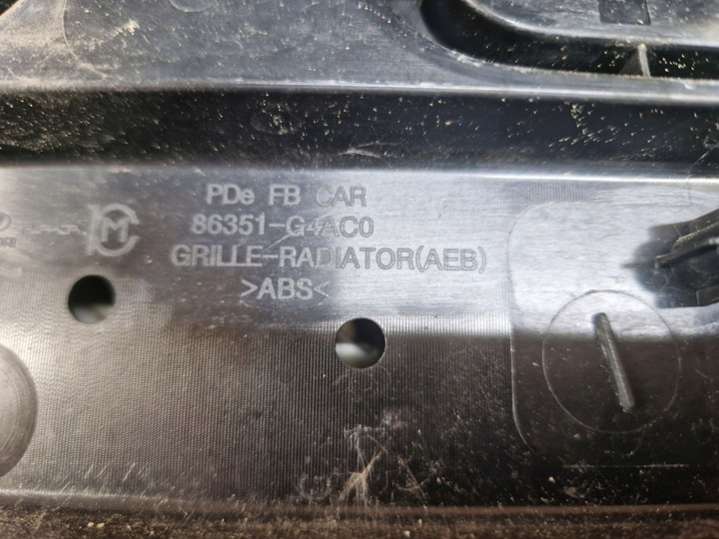 PDe FB CAR
86351-G4AC0
GRILLE-RADIATOR(AEB)
>ABS<